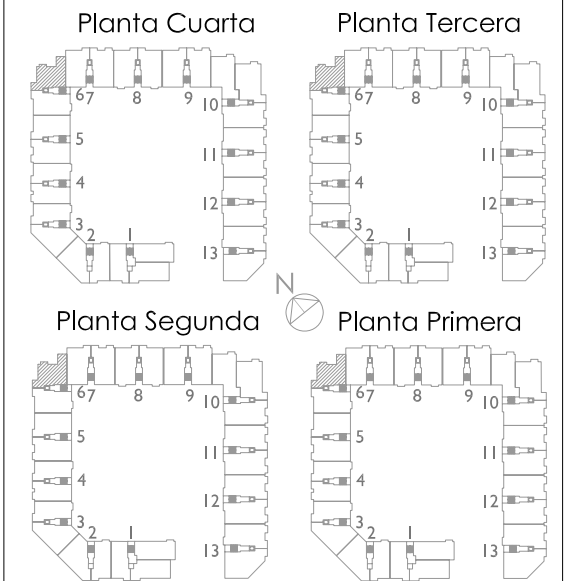 Planta Cuarta
Planta Tercera
6 7 8 9 10
5 11
4 12
3 2 1 13
6 7 8 9 10
5 11
4 12
3 2 1 13
N
Planta Segunda
Planta Primera
6 7 8 9 10
5 11
4 12
3 2 1 13
6 7 8 9 10
5 11
4 12
3 2 1 13